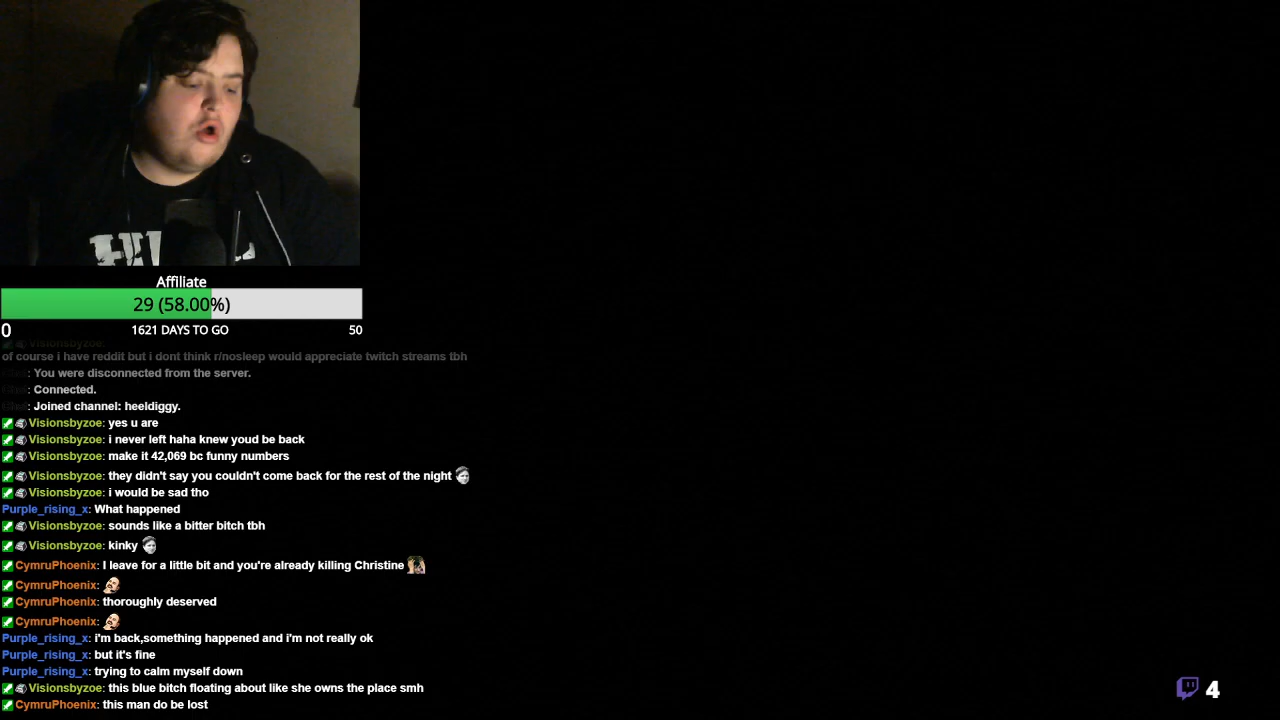 Affiliate
29 (58.00%)
0 1621 DAYS TO GO 50
Visionsbyzoe:
of course i have reddit but i dont think r/nosleep would appreciate twitch streams tbh
: You were disconnected from the server.
: Connected.
: Joined channel: heeldiggy.
Visionsbyzoe: yes u are
Visionsbyzoe: i never left haha knew youd be back
Visionsbyzoe: make it 42,069 bc funny numbers
Visionsbyzoe: they didn't say you couldn't come back for the rest of the night
Visionsbyzoe: i would be sad tho
Purple_rising_x: What happened
Visionsbyzoe: sounds like a bitter bitch tbh
Visionsbyzoe: kinky
CymruPhoenix: I leave for a little bit and you're already killing Christine
CymruPhoenix:
CymruPhoenix: thoroughly deserved
CymruPhoenix:
Purple_rising_x: i'm back,something happened and i'm not really ok
Purple_rising_x: but it's fine
Purple_rising_x: trying to calm myself down
Visionsbyzoe: this blue bitch floating about like she owns the place smh
CymruPhoenix: this man do be lost
4